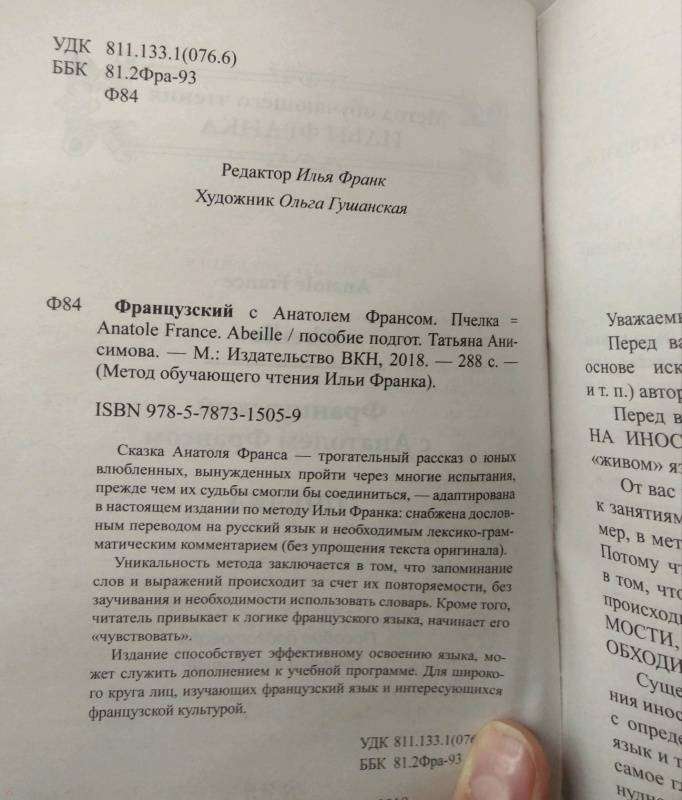 УДК 811.133.1(076.6)
ББК 81.2Фра-93
Ф84
Редактор Илья Франк
Художник Ольга Гушанская
Ф84 Французский с Анатолем Франсом. Пчелка =
Anatole France. Abeille / пособие подгот. Татьяна Ани-
симова. — М.: Издательство ВКН, 2018. — 288 с. —
(Метод обучающего чтения Ильи Франка).
ISBN 978-5-7873-1505-9
Сказка Анатоля Франса — трогательный рассказ о юных
влюбленных, вынужденных пройти через многие испытания,
прежде чем их судьбы смогли бы соединиться, — адаптирована
в настоящем издании по методу Ильи Франка: снабжена дослов-
ным переводом на русский язык и необходимым лексико-грам-
матическим комментарием (без упрощения текста оригинала).
Уникальность метода заключается в том, что запоминание
слов и выражений происходит за счет их повторяемости, без
заучивания и необходимости использовать словарь. Кроме того,
читатель привыкает к логике французского языка, начинает его
«чувствовать».
Издание способствует эффективному освоению языка, мо-
жет служить дополнением к учебной программе. Для широко-
го круга лиц, изучающих французский язык и интересующихся
французской культурой.
УДК 811.133.1(076
ББК 81.2Фра-93
Уважаемы
Перед ва
основе иск
и т. п.) автор
Перед в
НА ИНОС
«живом» яз
От вас
к занятиям
мер, в мет
Потому чт
в том, что
происходи
МОСТИ,
ОБХОДИ
Суще
ния инос
с опреде
язык и т
самое гл
нудно